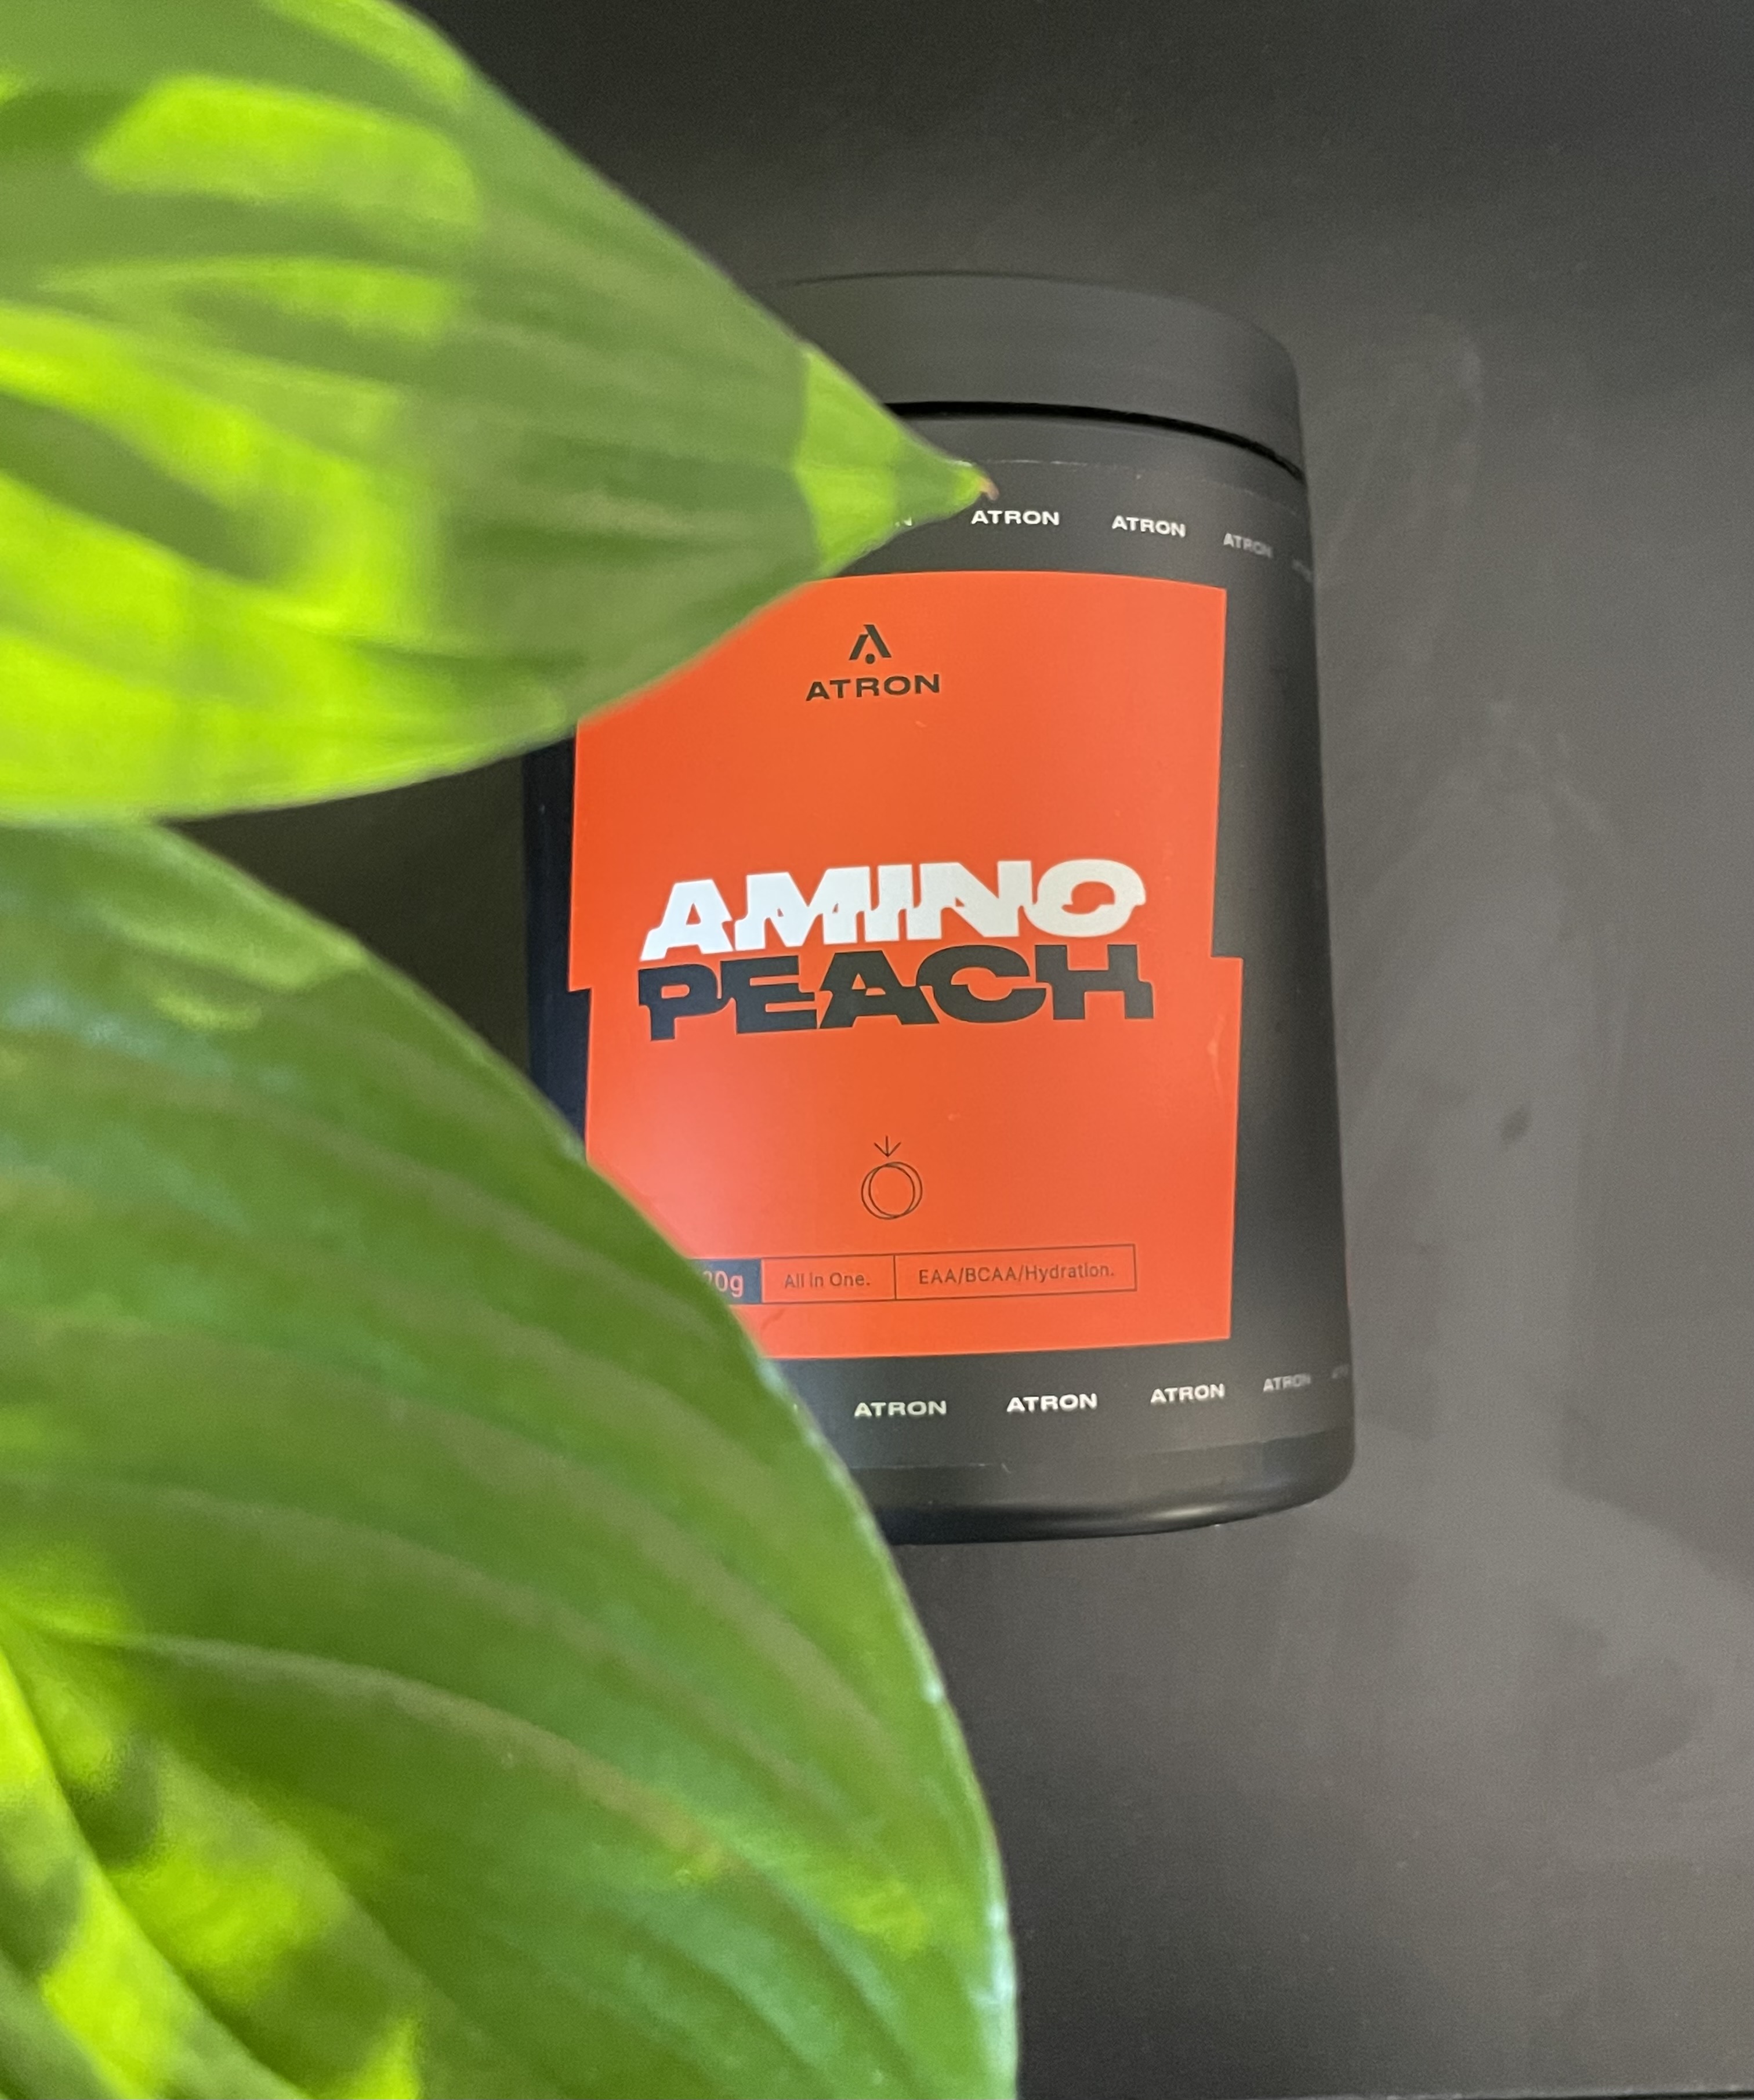 ATRON ATRON ATRON
ATRON
AMINO
PEACH
All in One. EAA/BCAA/Hydration.
ATRON ATRON ATRON ATRON